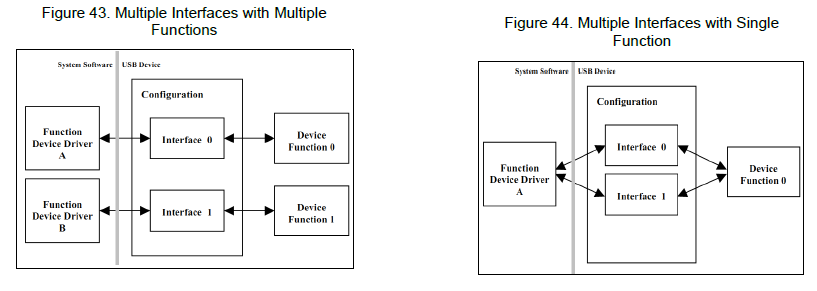 Figure 43. Multiple Interfaces with Multiple
Functions
System Software
USB Device
Configuration
Function
Device Driver
A
Interface 0
Device
Function 0
Function
Device Driver
B
Interface 1
Device
Function 1
Figure 44. Multiple Interfaces with Single
Function
System Software
USB Device
Configuration
Interface 0
Function
Device Driver
A
Interface 1
Device
Function 0